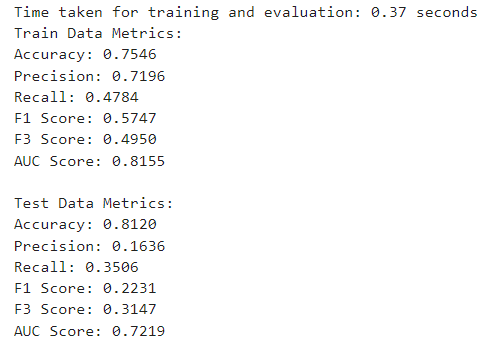 Time taken for training and evaluation: 0.37 seconds
Train Data Metrics:
Accuracy: 0.7546
Precision: 0.7196
Recall: 0.4784
F1 Score: 0.5747
F3 Score: 0.4950
AUC Score: 0.8155
Test Data Metrics:
Accuracy: 0.8120
Precision: 0.1636
Recall: 0.3506
F1 Score: 0.2231
F3 Score: 0.3147
AUC Score: 0.7219